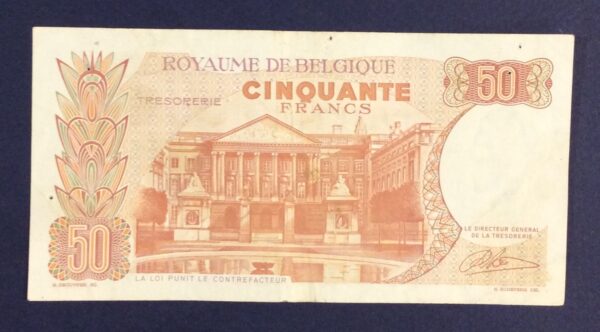 ROYAUME DE BELGIQUE
50
CINQUANTE
FRANCS
TRESORERIE
LE DIRECTEUR GENERAL
DE LA TRESORERIE
50
LA LOI PUNIT LE CONTREFACTEUR